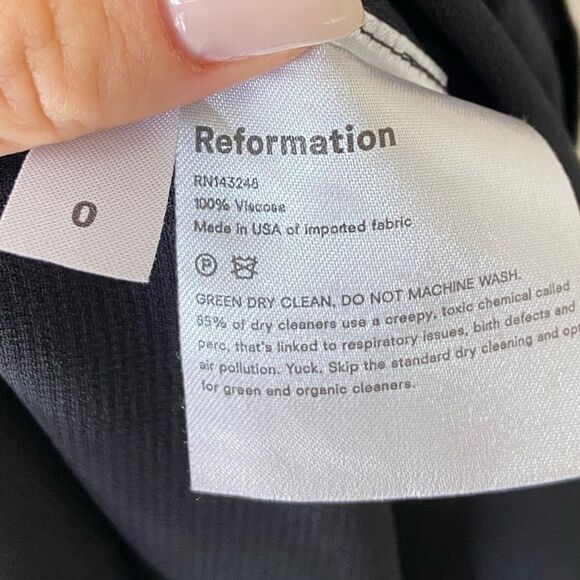 0
Reformation
RN143248
100% Viscose
Made in USA of imported fabric
P
GREEN DRY CLEAN. DO NOT MACHINE WASH.
85% of dry cleaners use a creepy, toxic chemical called
perc, that's linked to respiratory issues, birth defects and
air pollution. Yuck. Skip the standard dry cleaning and op
for green and organic cleaners.